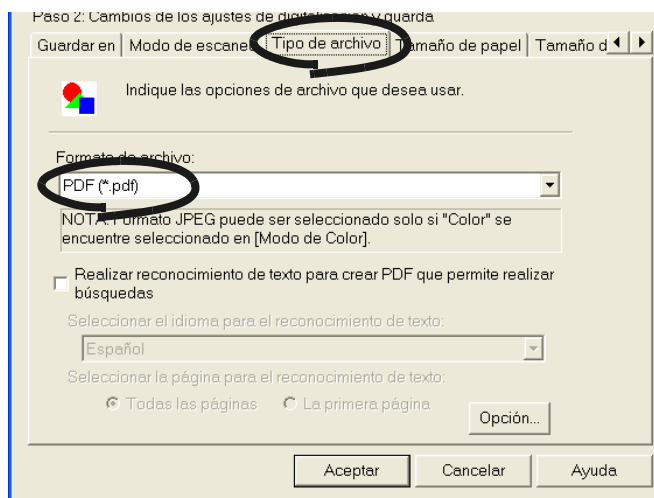 Paso 2: Cambios de los ajustes de digitalización y guarda
Guardar en Modo de escaneo Tipo de archivo Tamaño de papel Tamaño d
Indique las opciones de archivo que desea usar.
Formato de archivo:
PDF (*.pdf)
NOTA: Formato JPEG puede ser seleccionado solo si "Color" se
encuentre seleccionado en [Modo de Color].
Realizar reconocimiento de texto para crear PDF que permite realizar
búsquedas
Seleccionar el idioma para el reconocimiento de texto:
Español
Seleccionar la página para el reconocimiento de texto:
Todas las páginas La primera página
Opción...
Aceptar Cancelar Ayuda